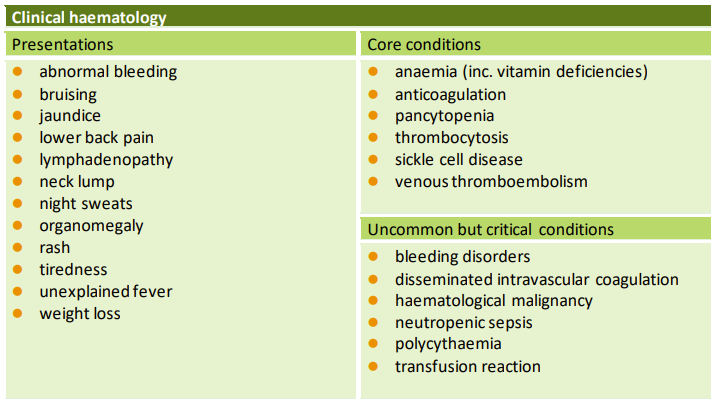 Clinical haematology
Presentations
abnormal bleeding
bruising
jaundice
lower back pain
lymphadenopathy
neck lump
night sweats
organomegaly
rash
tiredness
unexplained fever
weight loss
Core conditions
anaemia (inc. vitamin deficiencies)
anticoagulation
pancytopenia
thrombocytosis
sickle cell disease
venous thromboembolism
Uncommon but critical conditions
bleeding disorders
disseminated intravascular coagulation
haematological malignancy
neutropenic sepsis
polycythaemia
transfusion reaction